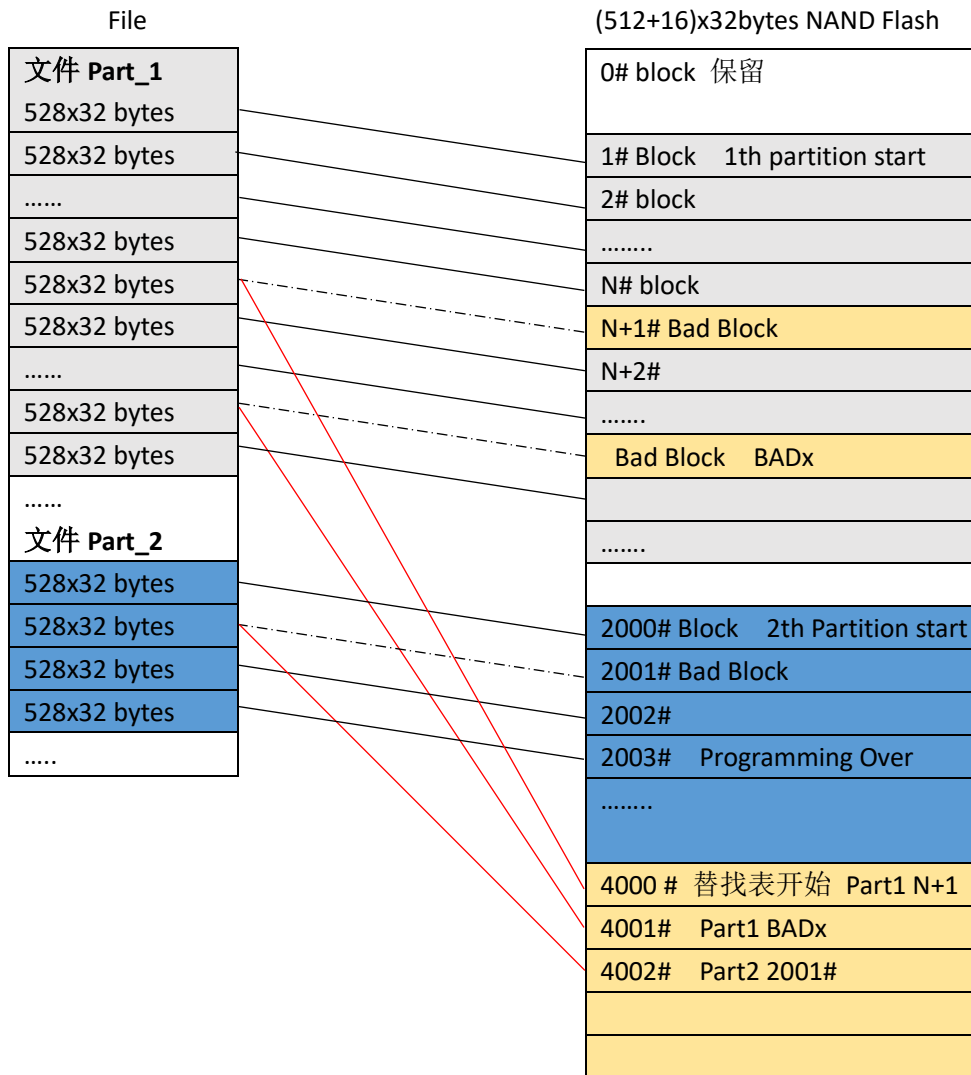 File
文件 Part_1
528x32 bytes
528x32 bytes
......
528x32 bytes
528x32 bytes
528x32 bytes
......
528x32 bytes
528x32 bytes
......
文件 Part_2
528x32 bytes
528x32 bytes
528x32 bytes
528x32 bytes
.....
(512+16)x32bytes NAND Flash
0# block 保留
1# Block 1th partition start
2# block
........
N# block
N+1# Bad Block
N+2#
.......
Bad Block BADx
.......
2000# Block 2th Partition start
2001# Bad Block
2002#
2003# Programming Over
........
4000 # 替找表开始 Part1 N+1
4001# Part1 BADx
4002# Part2 2001#